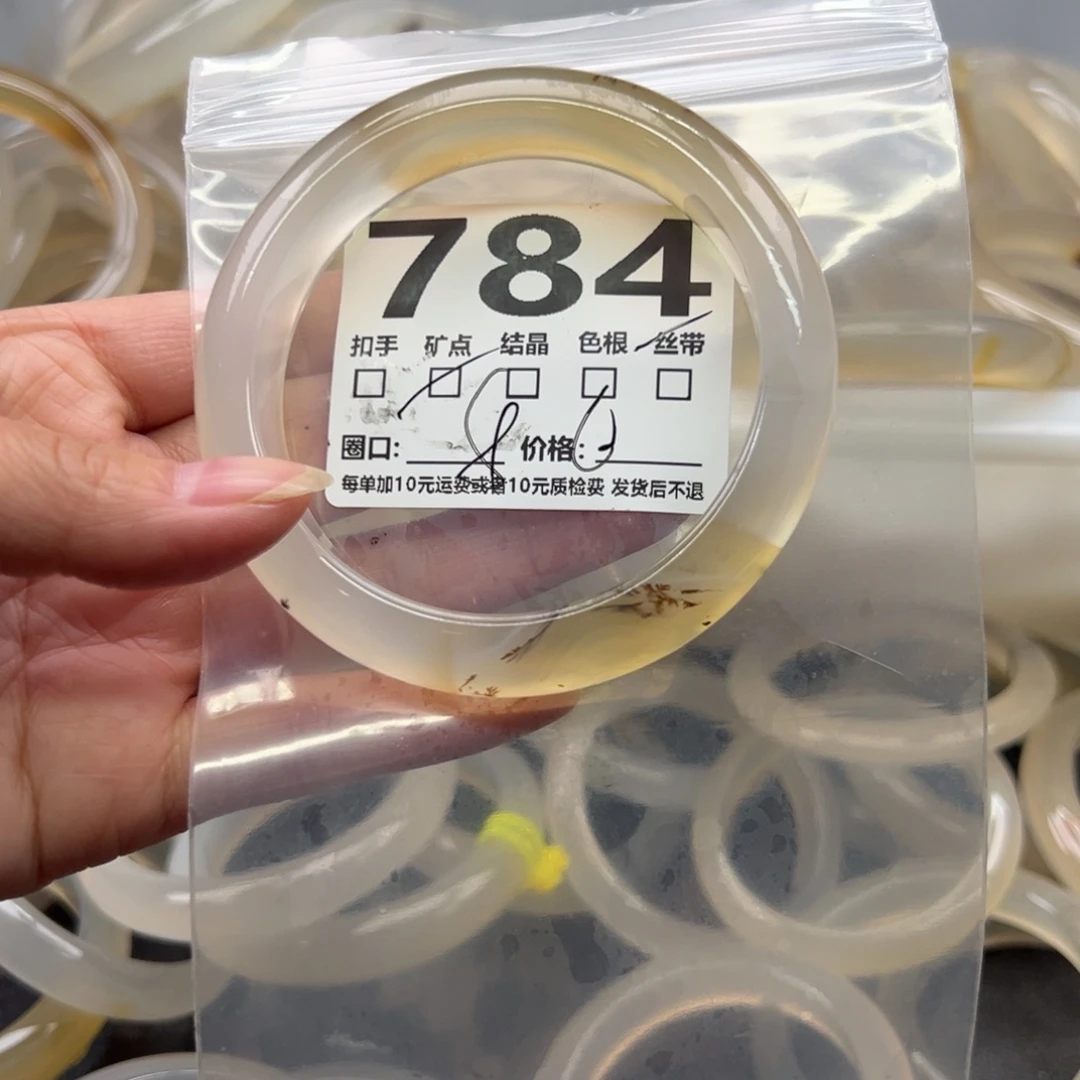 784
扣手 矿点 结晶 色根 丝带
圈口: 价格:
每单加10元运费或者10元质检费 发货后不退